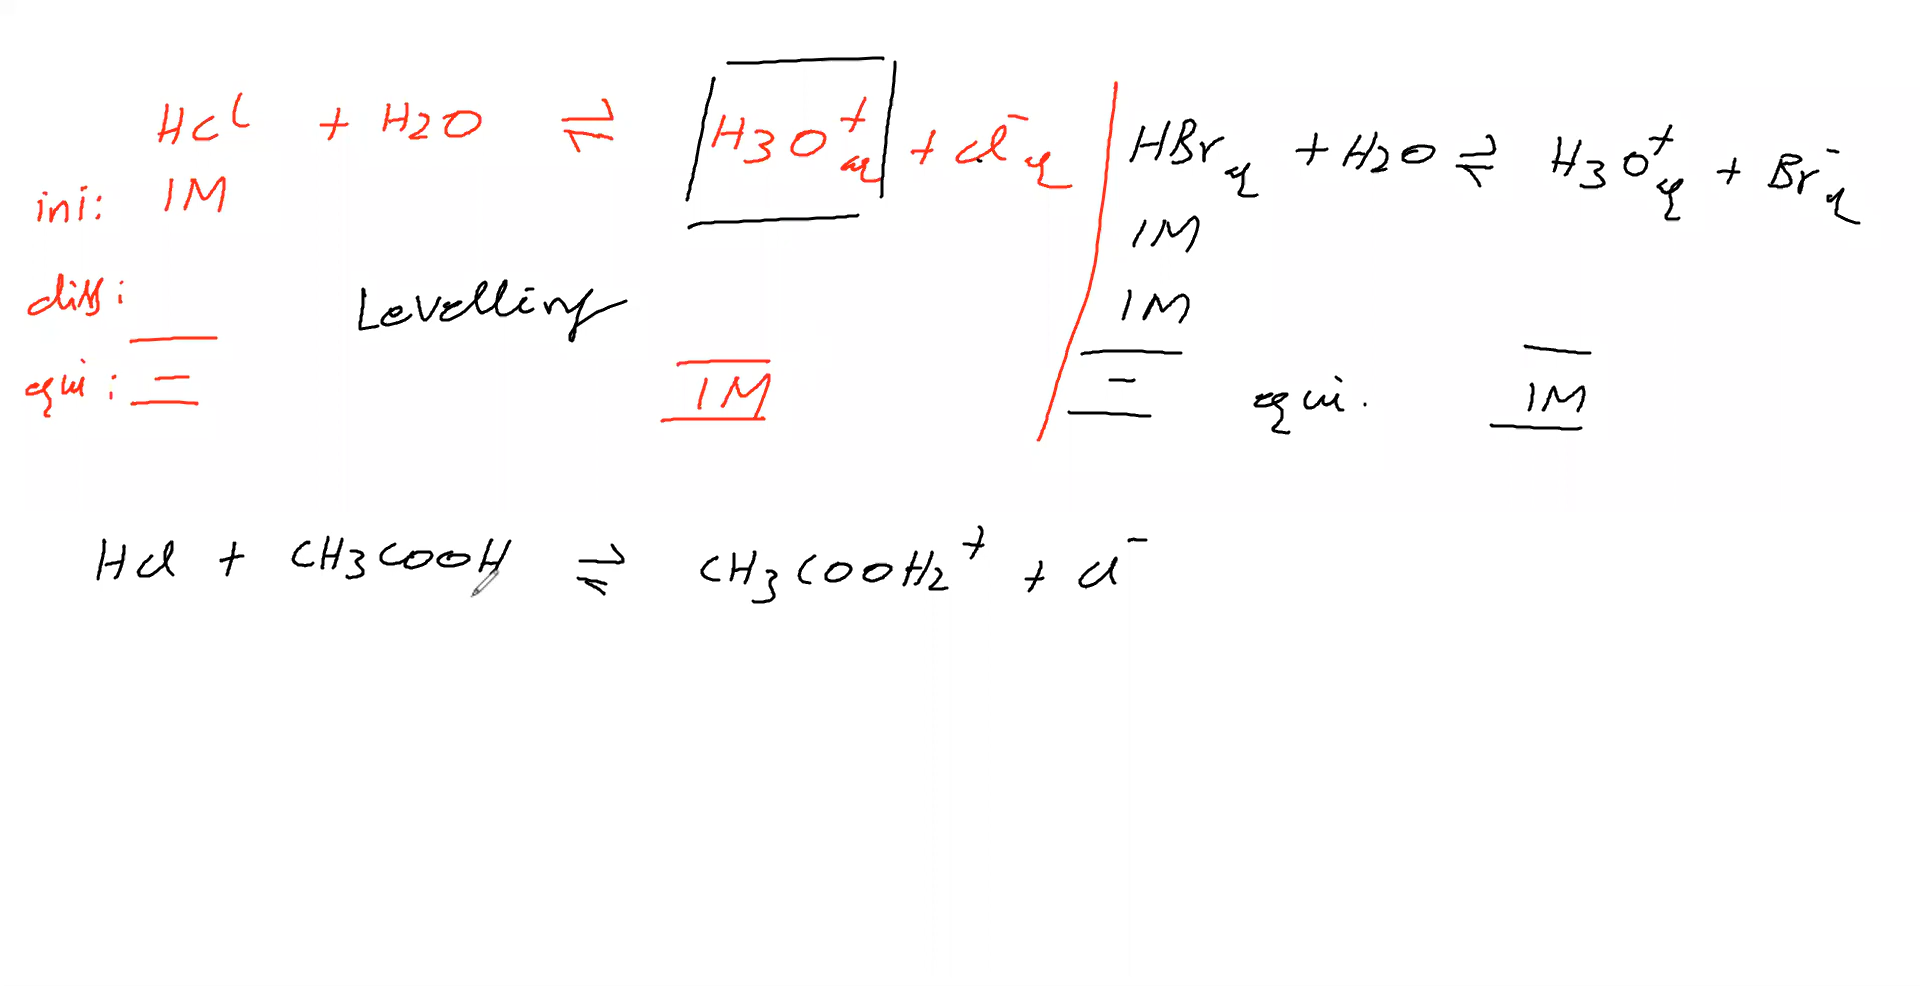 HCl + H2O ⇌ H3O⁺aq + Cl⁻aq
ini: 1M
diss:
Levelling
equi: – 1M
HBraq + H2O ⇌ H3O⁺aq + Br⁻aq
1M
1M
– equi. 1M
HCl + CH3COOH ⇌ CH3COOH2⁺ + Cl⁻